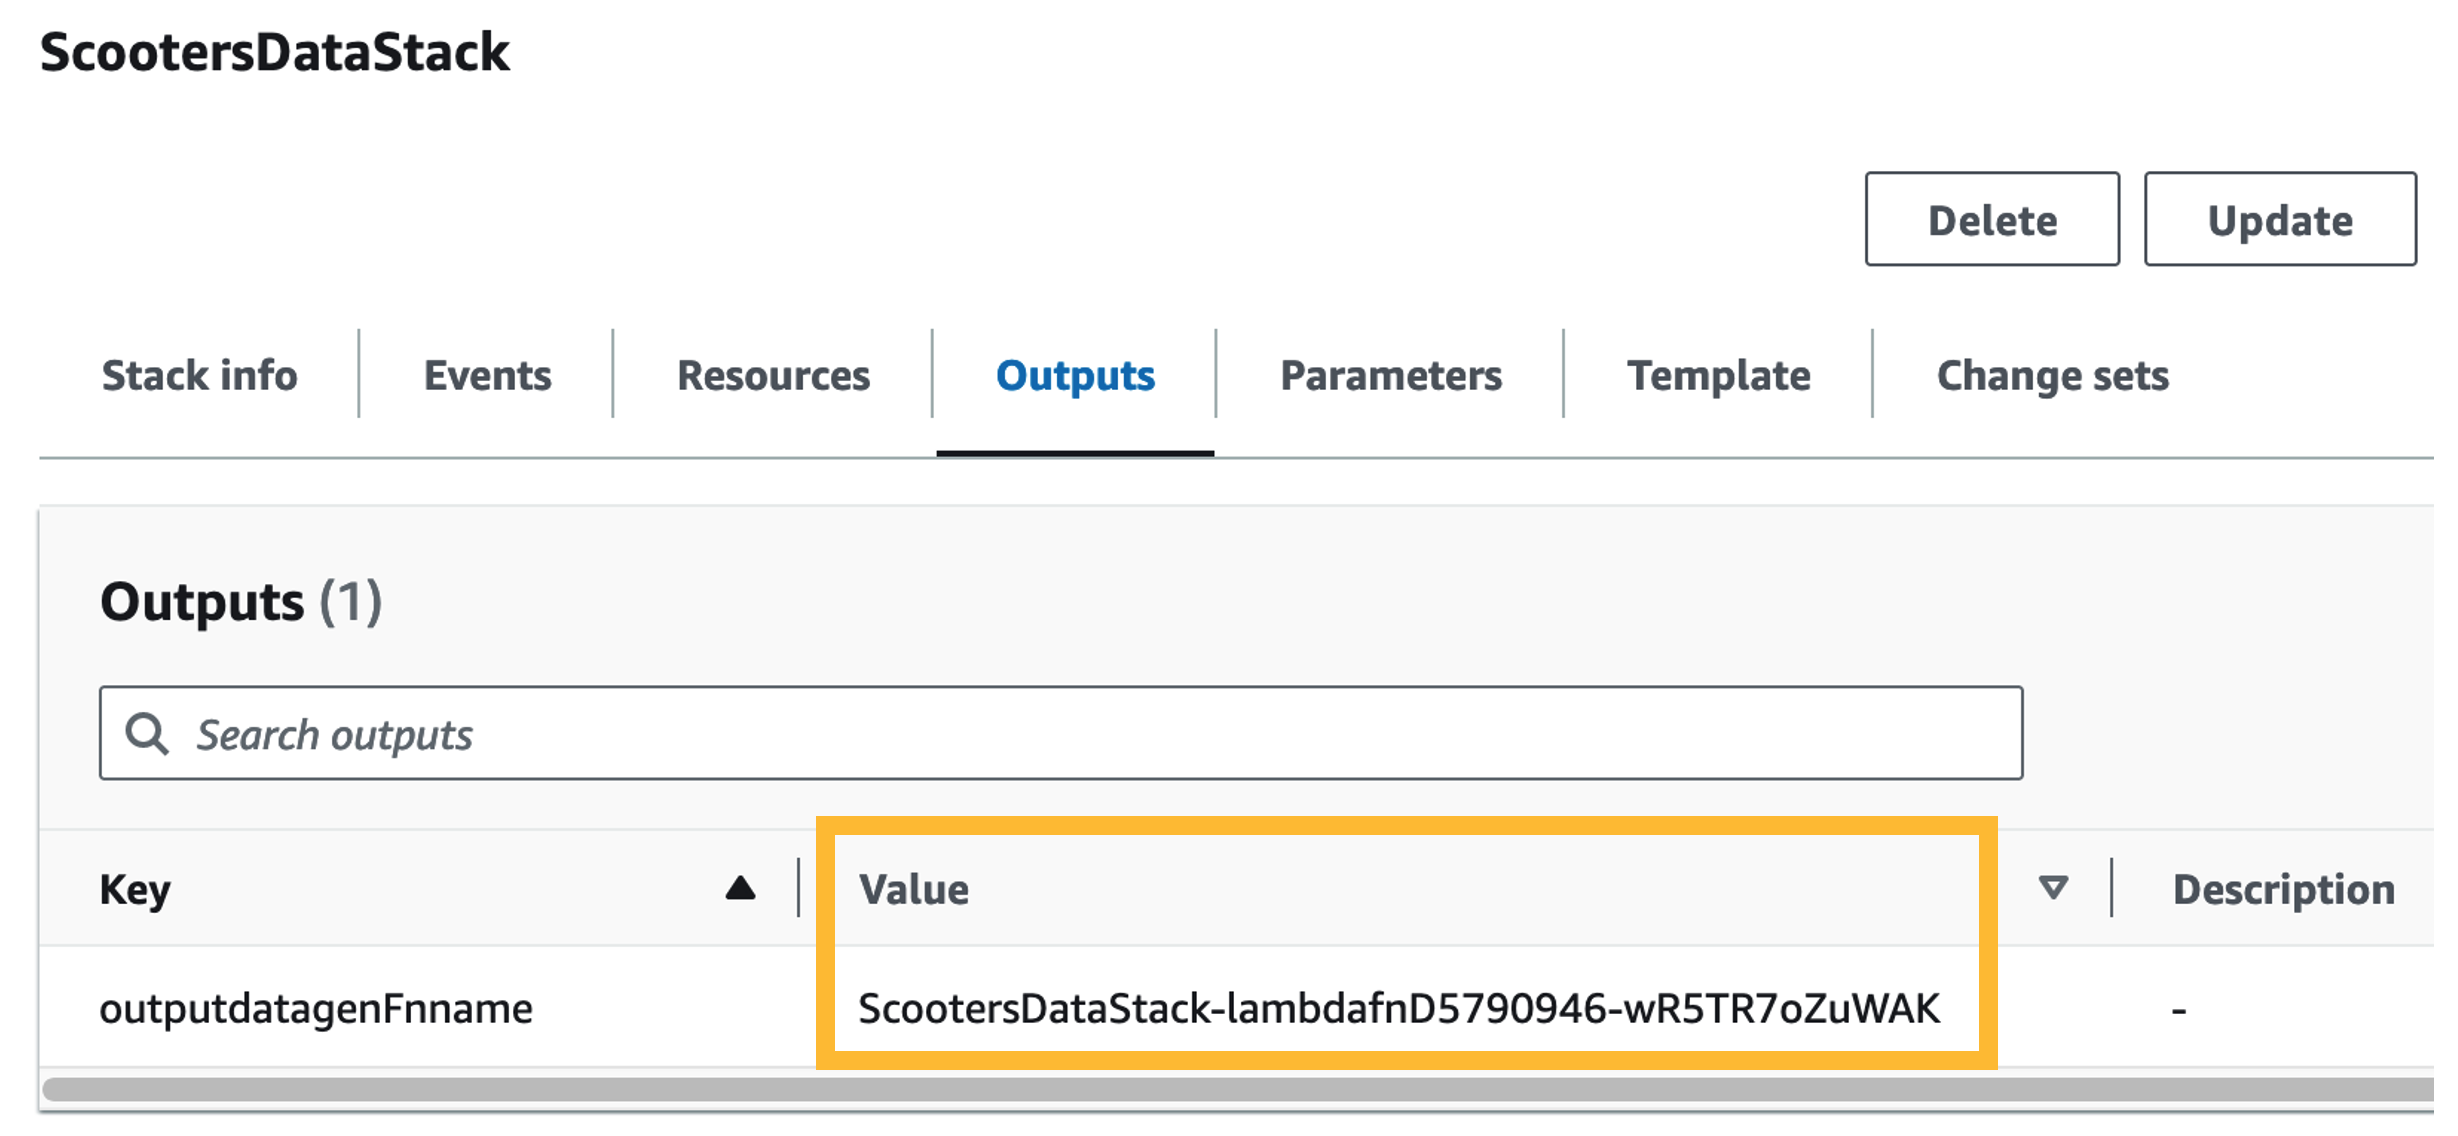 ScootersDataStack
Delete Update
Stack info Events Resources Outputs Parameters Template Change sets
Outputs (1)
Search outputs
Key Value Description
outputdatagenFnname ScootersDataStack-lambdafnD5790946-wR5TR7oZuWAK -